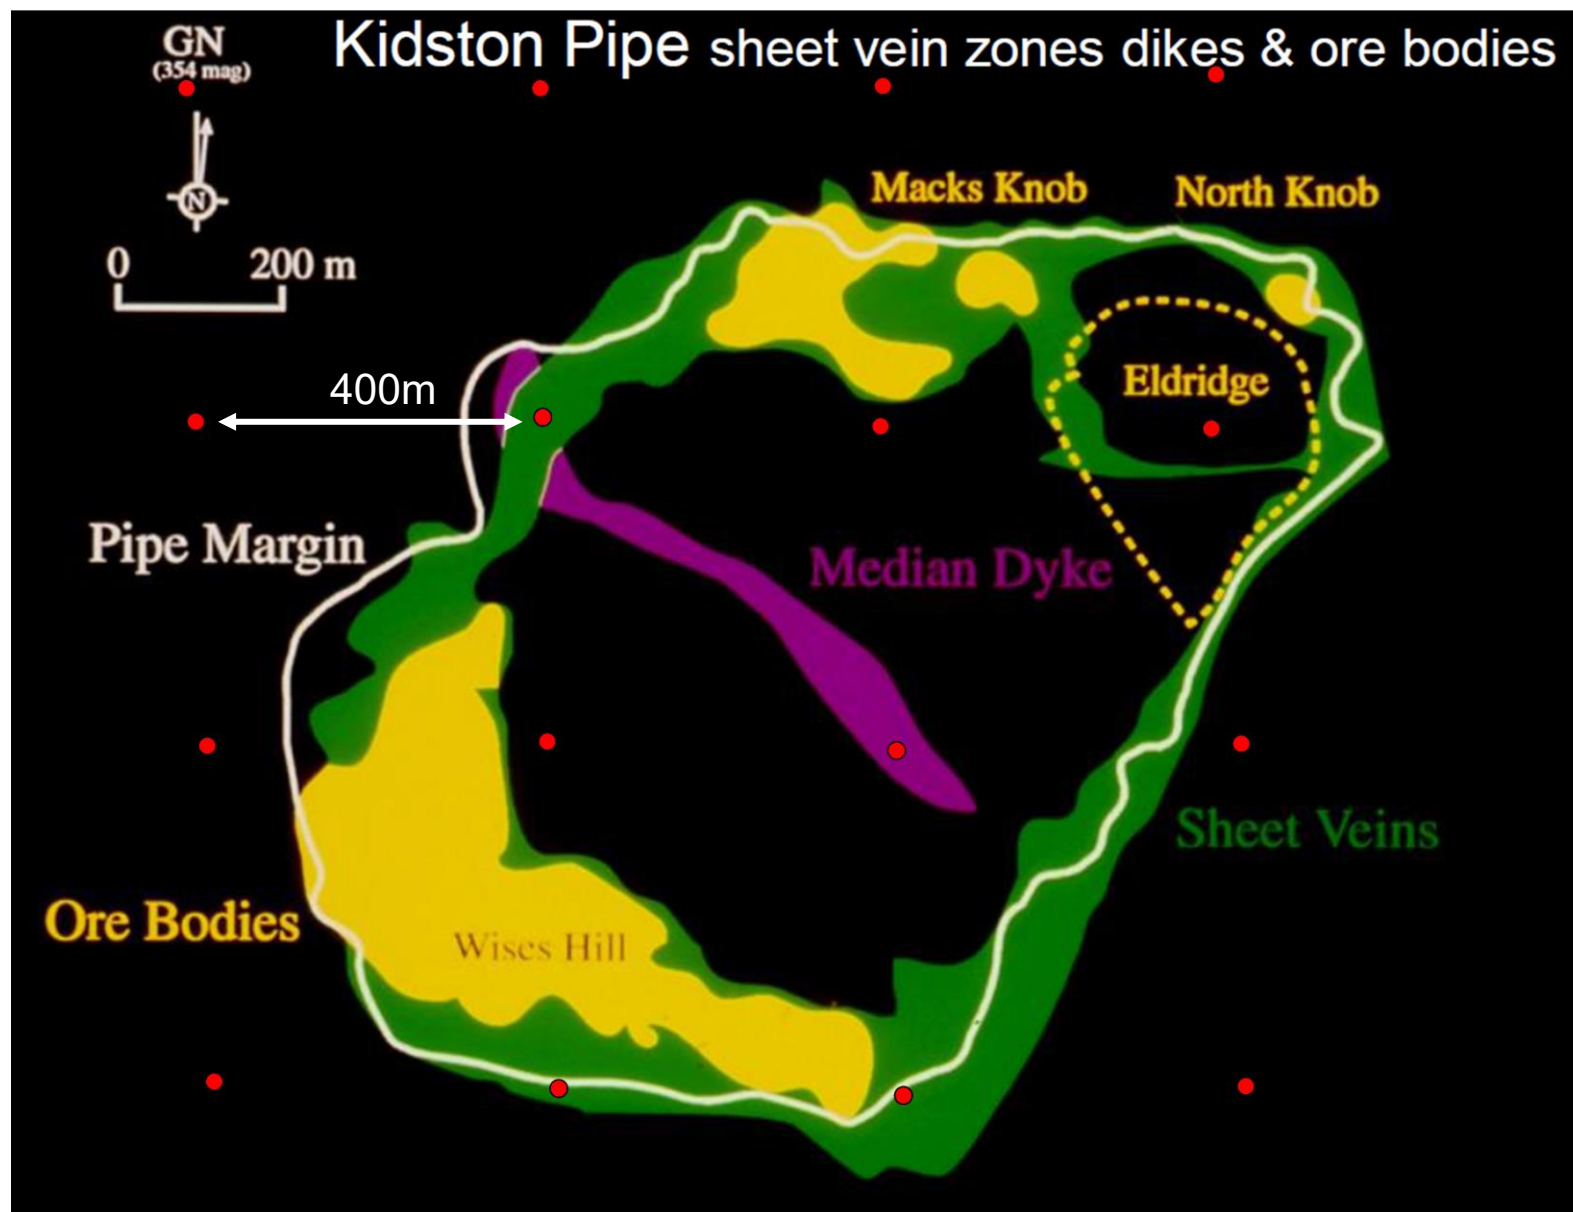 Kidston Pipe sheet vein zones dikes & ore bodies
GN
(354 mag)
N
0 200 m
Macks Knob
North Knob
Eldridge
400m
Pipe Margin
Median Dyke
Sheet Veins
Ore Bodies
Wises Hill